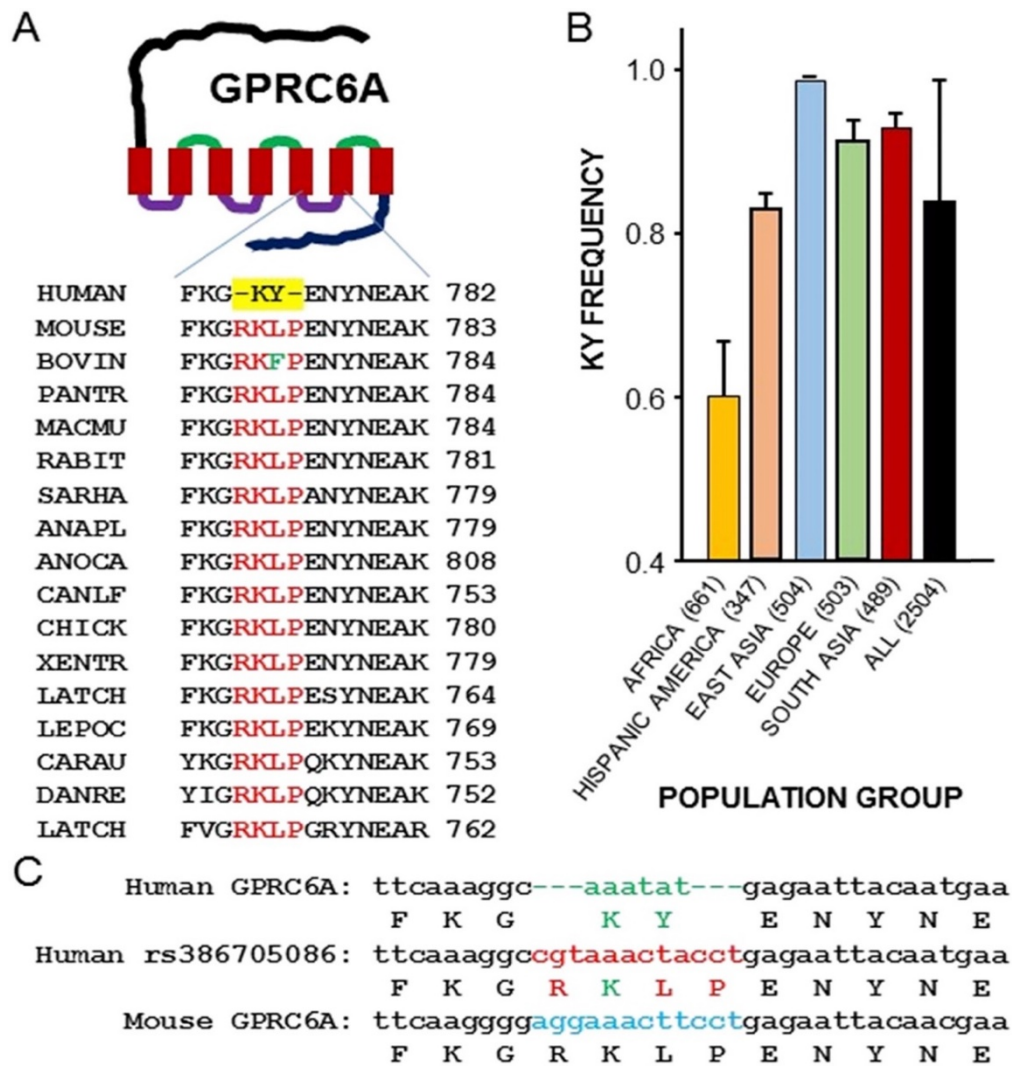 A
GPRC6A
HUMAN FKG-KY-ENYNEAK 782
MOUSE FKGRKLPENYNEAK 783
BOVIN FKGRKFPENYNEAK 784
PANTR FKGRKLPENYNEAK 784
MACMU FKGRKLPENYNEAK 784
RABIT FKGRKLPENYNEAK 781
SARHA FKGRKLPANYNEAK 779
ANAPL FKGRKLPENYNEAK 779
ANOCA FKGRKLPENYNEAK 808
CANLF FKGRKLPENYNEAK 753
CHICK FKGRKLPENYNEAK 780
XENTR FKGRKLPENYNEAK 779
LATCH FKGRKLPESYNEAK 764
LEPOC FKGRKLPEKYNEAK 769
CARAU YKGRKLPQKYNEAK 753
DANRE YIGRKLPQKYNEAK 752
LATCH FVGRKLPGRYNEAR 762
B
KY FREQUENCY
1.0
0.8
0.6
0.4
AFRICA (661)
HISPANIC AMERICA (347)
EAST ASIA (504)
EUROPE (503)
SOUTH ASIA (489)
ALL (2504)
POPULATION GROUP
C
Human GPRC6A: ttcaaaggc---aaatat---gagaattacaatgaa
F K G K Y E N Y N E
Human rs386705086: ttcaaaggccgtaaactacctgagaattacaatgaa
F K G R K L P E N Y N E
Mouse GPRC6A: ttcaaggggaggaaacttcctgagaattacaacgaa
F K G R K L P E N Y N E